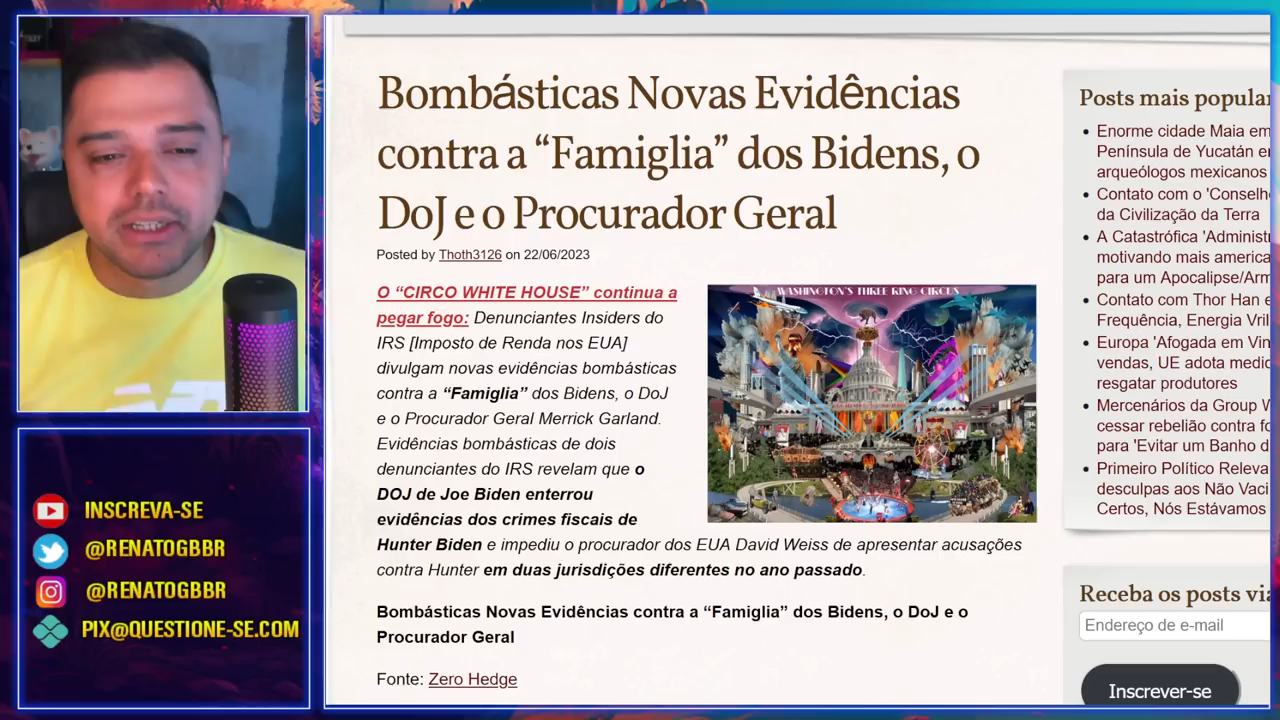 Bombásticas Novas Evidências
contra a “Famiglia” dos Bidens, o
DoJ e o Procurador Geral
Posted by Thoth3126 on 22/06/2023
O “CIRCO WHITE HOUSE” continua a
pegar fogo: Denunciantes Insiders do
IRS [Imposto de Renda nos EUA]
divulgam novas evidências bombásticas
contra a “Famiglia” dos Bidens, o DoJ
e o Procurador Geral Merrick Garland.
Evidências bombásticas de dois
denunciantes do IRS revelam que o
DOJ de Joe Biden enterrou
evidências dos crimes fiscais de
Hunter Biden e impediu o procurador dos EUA David Weiss de apresentar acusações
contra Hunter em duas jurisdições diferentes no ano passado.
WASHINGTON'S THREE RING CIRCUS
Bombásticas Novas Evidências contra a “Famiglia” dos Bidens, o DoJ e o
Procurador Geral
Fonte: Zero Hedge
Posts mais popula
Enorme cidade Maia em
Península de Yucatán e
arqueólogos mexicanos
Contato com o 'Conselh
da Civilização da Terra
A Catastrófica 'Administ
motivando mais america
para um Apocalipse/Arm
Contato com Thor Han e
Frequência, Energia Vril
Europa 'Afogada em Vin
vendas, UE adota medid
resgatar produtores
Mercenários da Group W
cessar rebelião contra fo
para 'Evitar um Banho d
Primeiro Político Releva
desculpas aos Não Vaci
Certos, Nós Estávamos
Receba os posts via
Endereço de e-mail
Inscrever-se
INSCREVA-SE
@RENATOGBBR
@RENATOGBBR
PIX@QUESTIONE-SE.COM